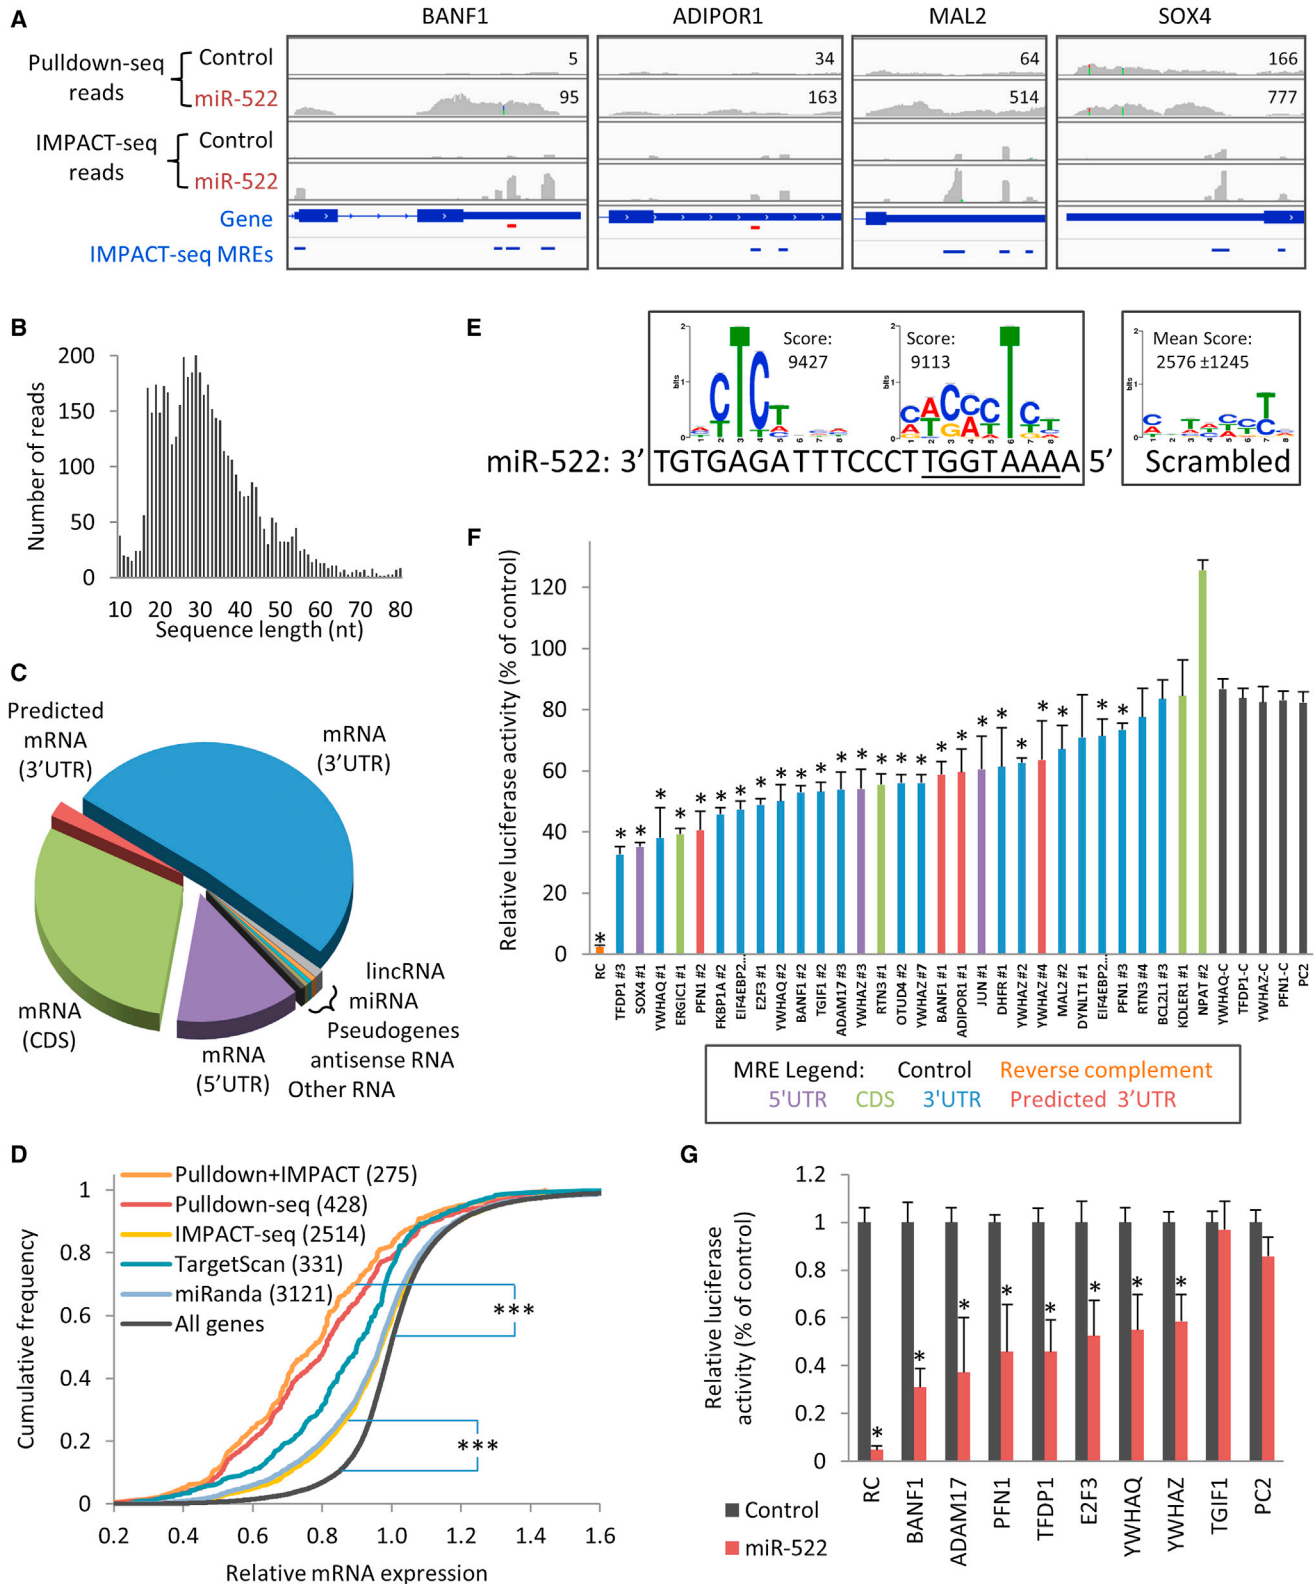 A
BANF1
ADIPOR1
MAL2
SOX4
Pulldown-seq reads
Control
5
34
64
166
miR-522
95
163
514
777
IMPACT-seq reads
Control
miR-522
Gene
IMPACT-seq MREs
B
Number of reads
200
150
100
50
0
10 20 30 40 50 60 70 80
Sequence length (nt)
C
Predicted mRNA (3’UTR)
mRNA (3’UTR)
mRNA (CDS)
mRNA (5’UTR)
lincRNA
miRNA
Pseudogenes
antisense RNA
Other RNA
D
Cumulative frequency
1
0.8
0.6
0.4
0.2
0
Pulldown+IMPACT (275)
Pulldown-seq (428)
IMPACT-seq (2514)
TargetScan (331)
miRanda (3121)
All genes
***
***
0.2 0.4 0.6 0.8 1.0 1.2 1.4 1.6
Relative mRNA expression
E
Score: 9427
Score: 9113
Mean Score: 2576 ±1245
miR-522: 3’ TGTGAGATTTCCCTTGGTAAAA 5’
Scrambled
F
Relative luciferase activity (% of control)
120
100
80
60
40
20
0
RC
TFDP1 #3
SOX4 #1
YWHAQ #1
ERGIC1 #1
PFN1 #2
FKBP1A #2
EIF4EBP2...
E2F3 #1
YWHAQ #2
BANF1 #2
TGIF1 #2
ADAM17 #3
YWHAZ #3
RTN3 #1
OTUD4 #2
YWHAZ #7
BANF1 #1
ADIPOR1 #1
JUN #1
DHFR #1
YWHAZ #2
YWHAZ #4
MAL2 #2
DYNLT1 #1
EIF4EBP2...
PFN1 #3
RTN3 #4
BCL2L1 #3
KDLER1 #1
NPAT #2
YWHAQ-C
TFDP1-C
YWHAZ-C
PFN1-C
PC2
MRE Legend: Control Reverse complement
5'UTR CDS 3'UTR Predicted 3’UTR
G
Relative luciferase activity (% of control)
1.2
1
0.8
0.6
0.4
0.2
0
RC
BANF1
ADAM17
PFN1
TFDP1
E2F3
YWHAQ
YWHAZ
TGIF1
PC2
Control
miR-522